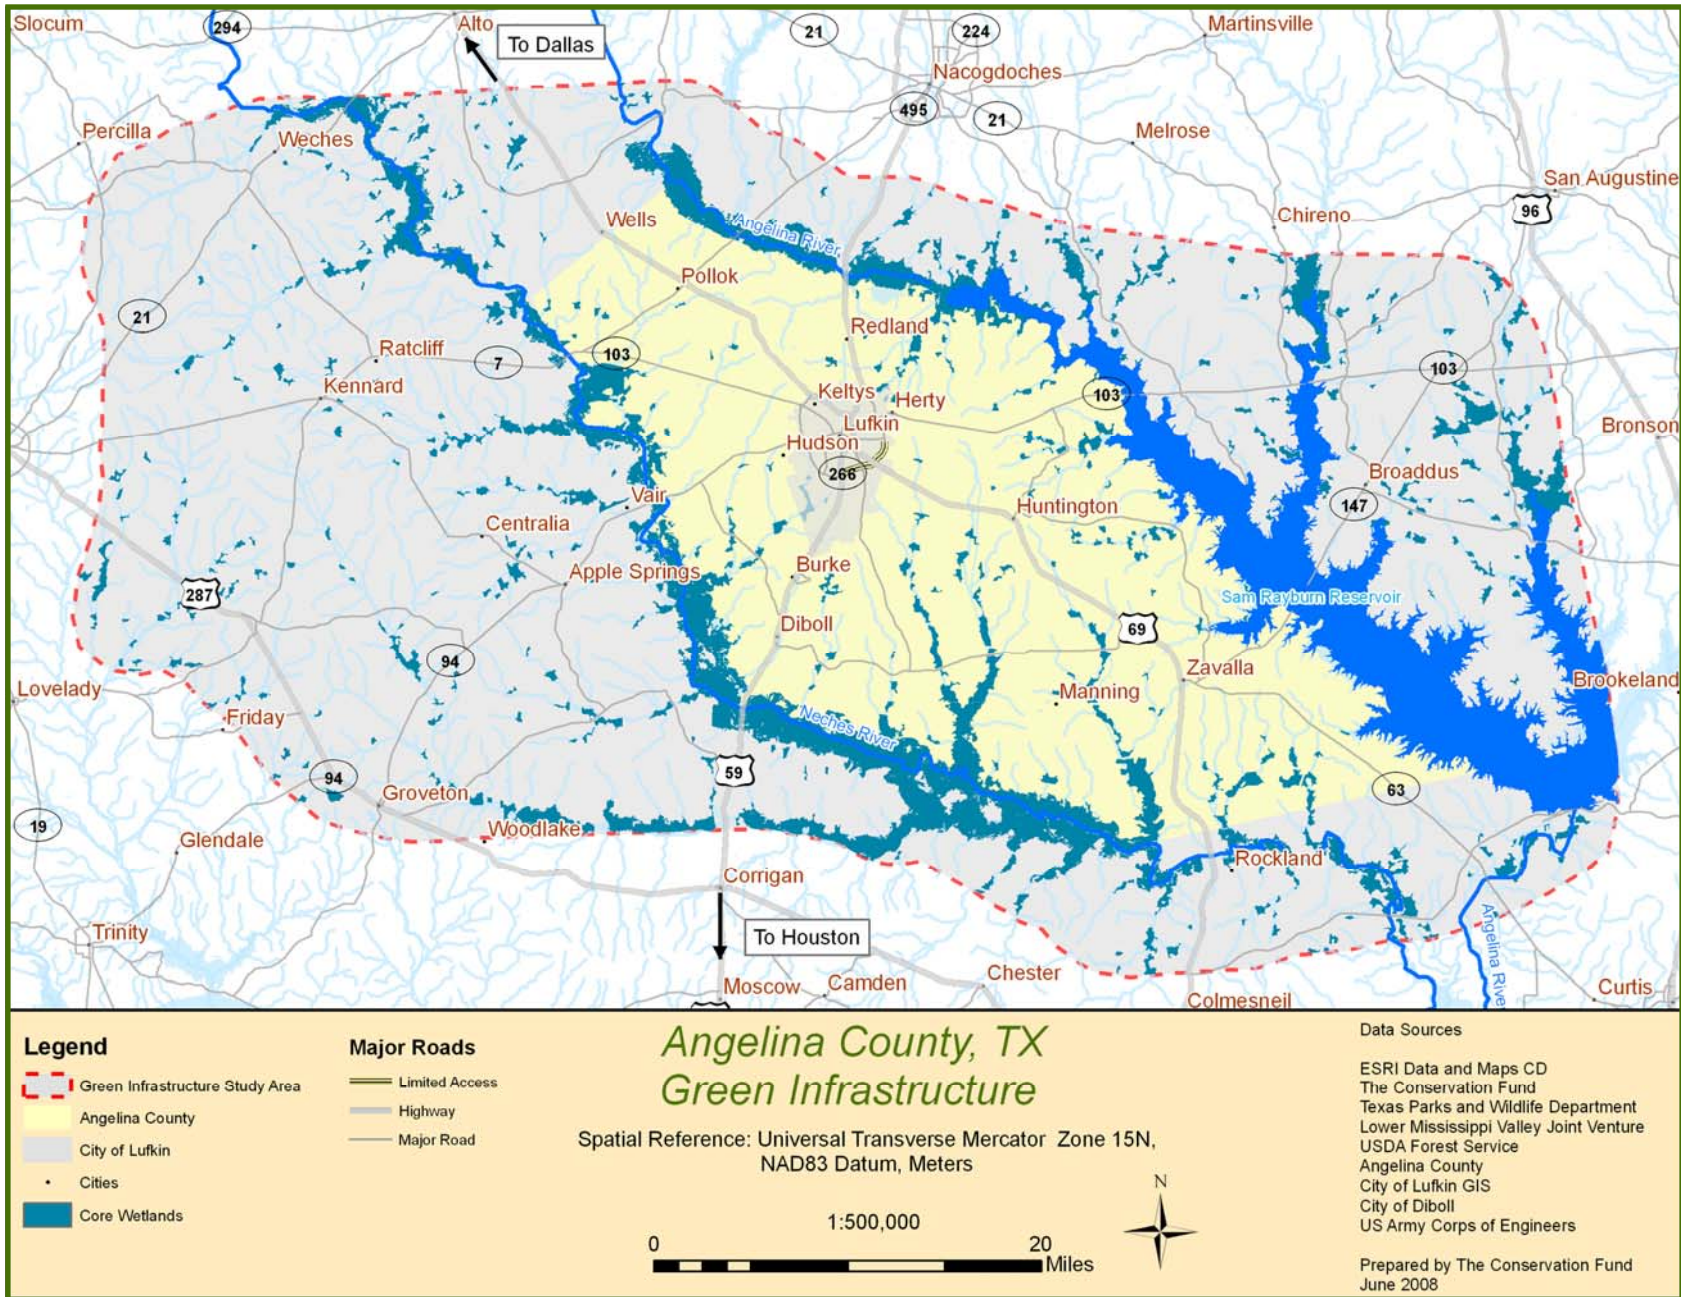 Slocum
294
Alto
To Dallas
21
224
Martinsville
Nacogdoches
495
21
Percilla
Weches
Melrose
San Augustine
96
Chireno
Wells
Angelina River
Pollok
21
Redland
Ratcliff
7
103
Kennard
103
103
Keltys
Herty
Lufkin
Hudson
266
Bronson
Broaddus
147
Vair
Centralia
Huntington
Apple Springs
Burke
287
Sam Rayburn Reservoir
Diboll
69
94
Zavalla
Manning
Lovelady
Brookeland
Friday
Neches River
59
94
Groveton
63
19
Glendale
Woodlake
Rockland
Corrigan
Trinity
To Houston
Angelina River
Moscow
Camden
Chester
Colmesneil
Curtis
Legend
Green Infrastructure Study Area
Angelina County
City of Lufkin
Cities
Core Wetlands
Major Roads
Limited Access
Highway
Major Road
Angelina County, TX
Green Infrastructure
Spatial Reference: Universal Transverse Mercator Zone 15N,
NAD83 Datum, Meters
1:500,000
0
20
Miles
N
Data Sources
ESRI Data and Maps CD
The Conservation Fund
Texas Parks and Wildlife Department
Lower Mississippi Valley Joint Venture
USDA Forest Service
Angelina County
City of Lufkin GIS
City of Diboll
US Army Corps of Engineers
Prepared by The Conservation Fund
June 2008